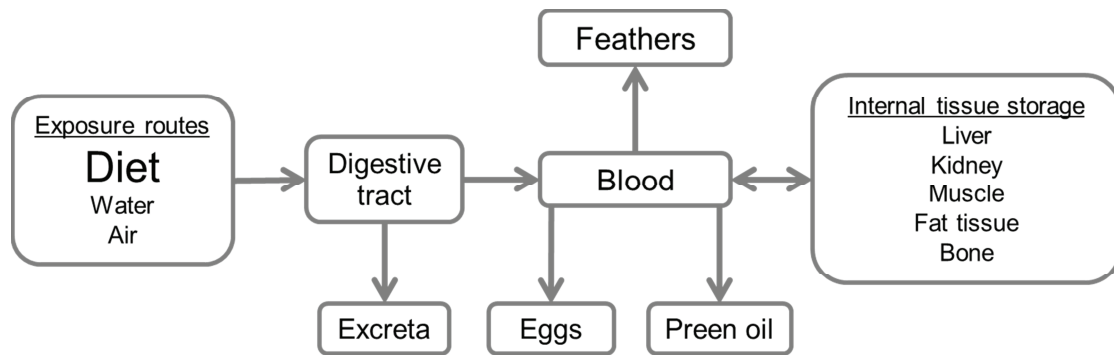 Feathers
Exposure routes
Diet
Water
Air
Digestive
tract
Blood
Internal tissue storage
Liver
Kidney
Muscle
Fat tissue
Bone
Excreta
Eggs
Preen oil